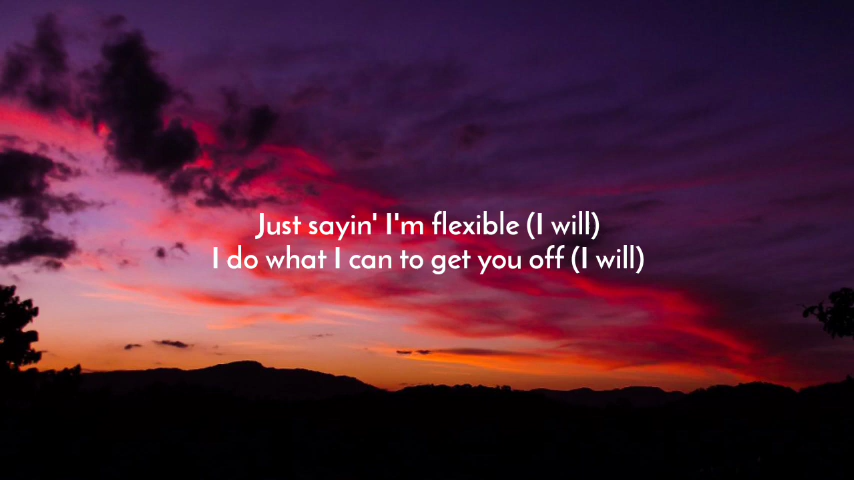 Just sayin' I'm flexible (I will)
I do what I can to get you off (I will)